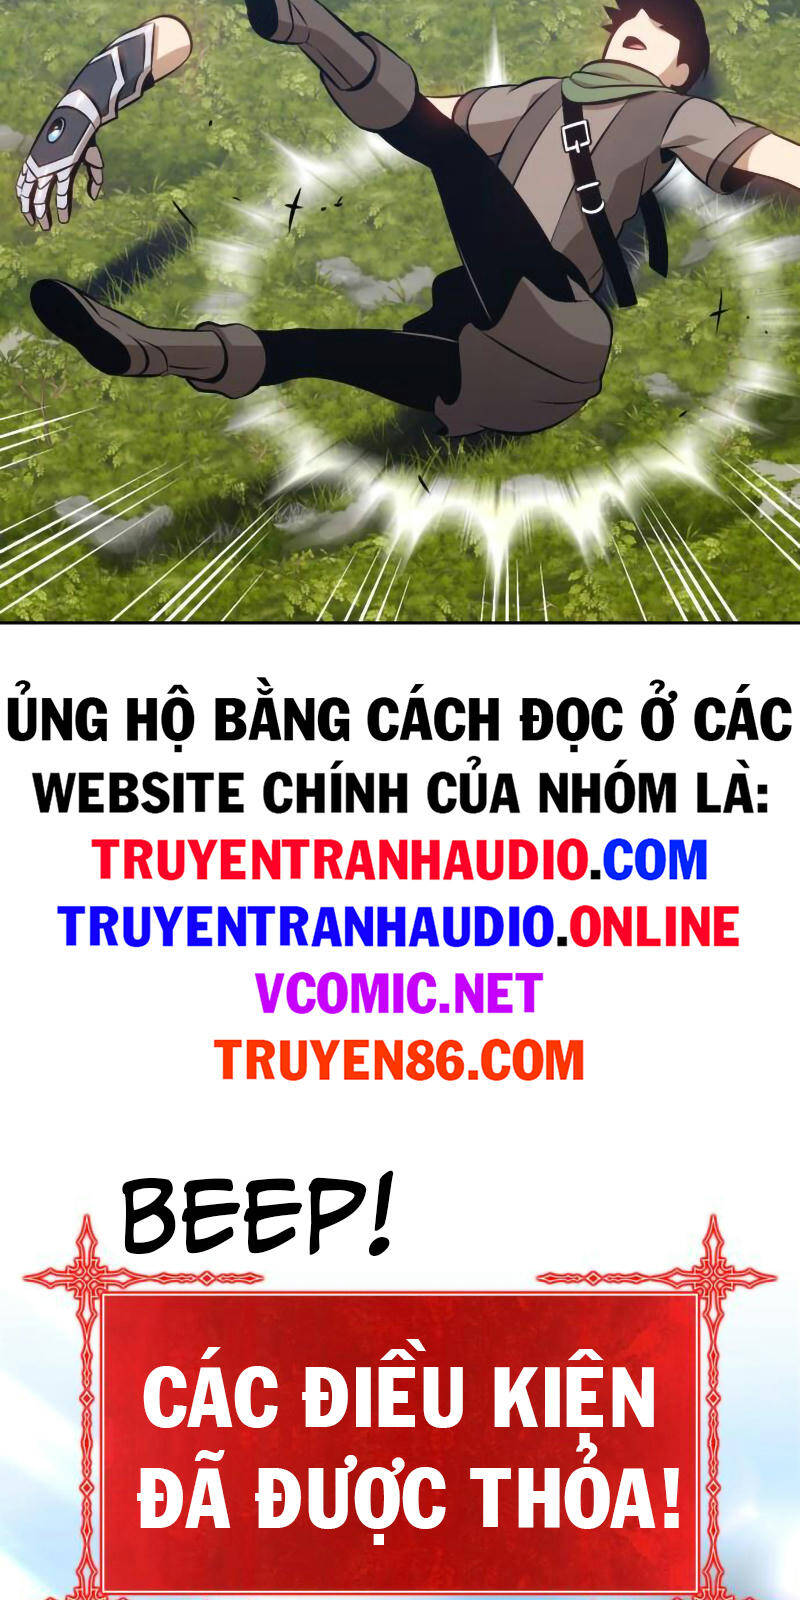 ỦNG HỘ BẰNG CÁCH ĐỌC Ở CÁC
WEBSITE CHÍNH CỦA NHÓM LÀ:
TRUYENTRANHAUDIO.COM
TRUYENTRANHAUDIO.ONLINE
VCOMIC.NET
TRUYEN86.COM
BEEP!
CÁC ĐIỀU KIỆN
ĐÃ ĐƯỢC THỎA!